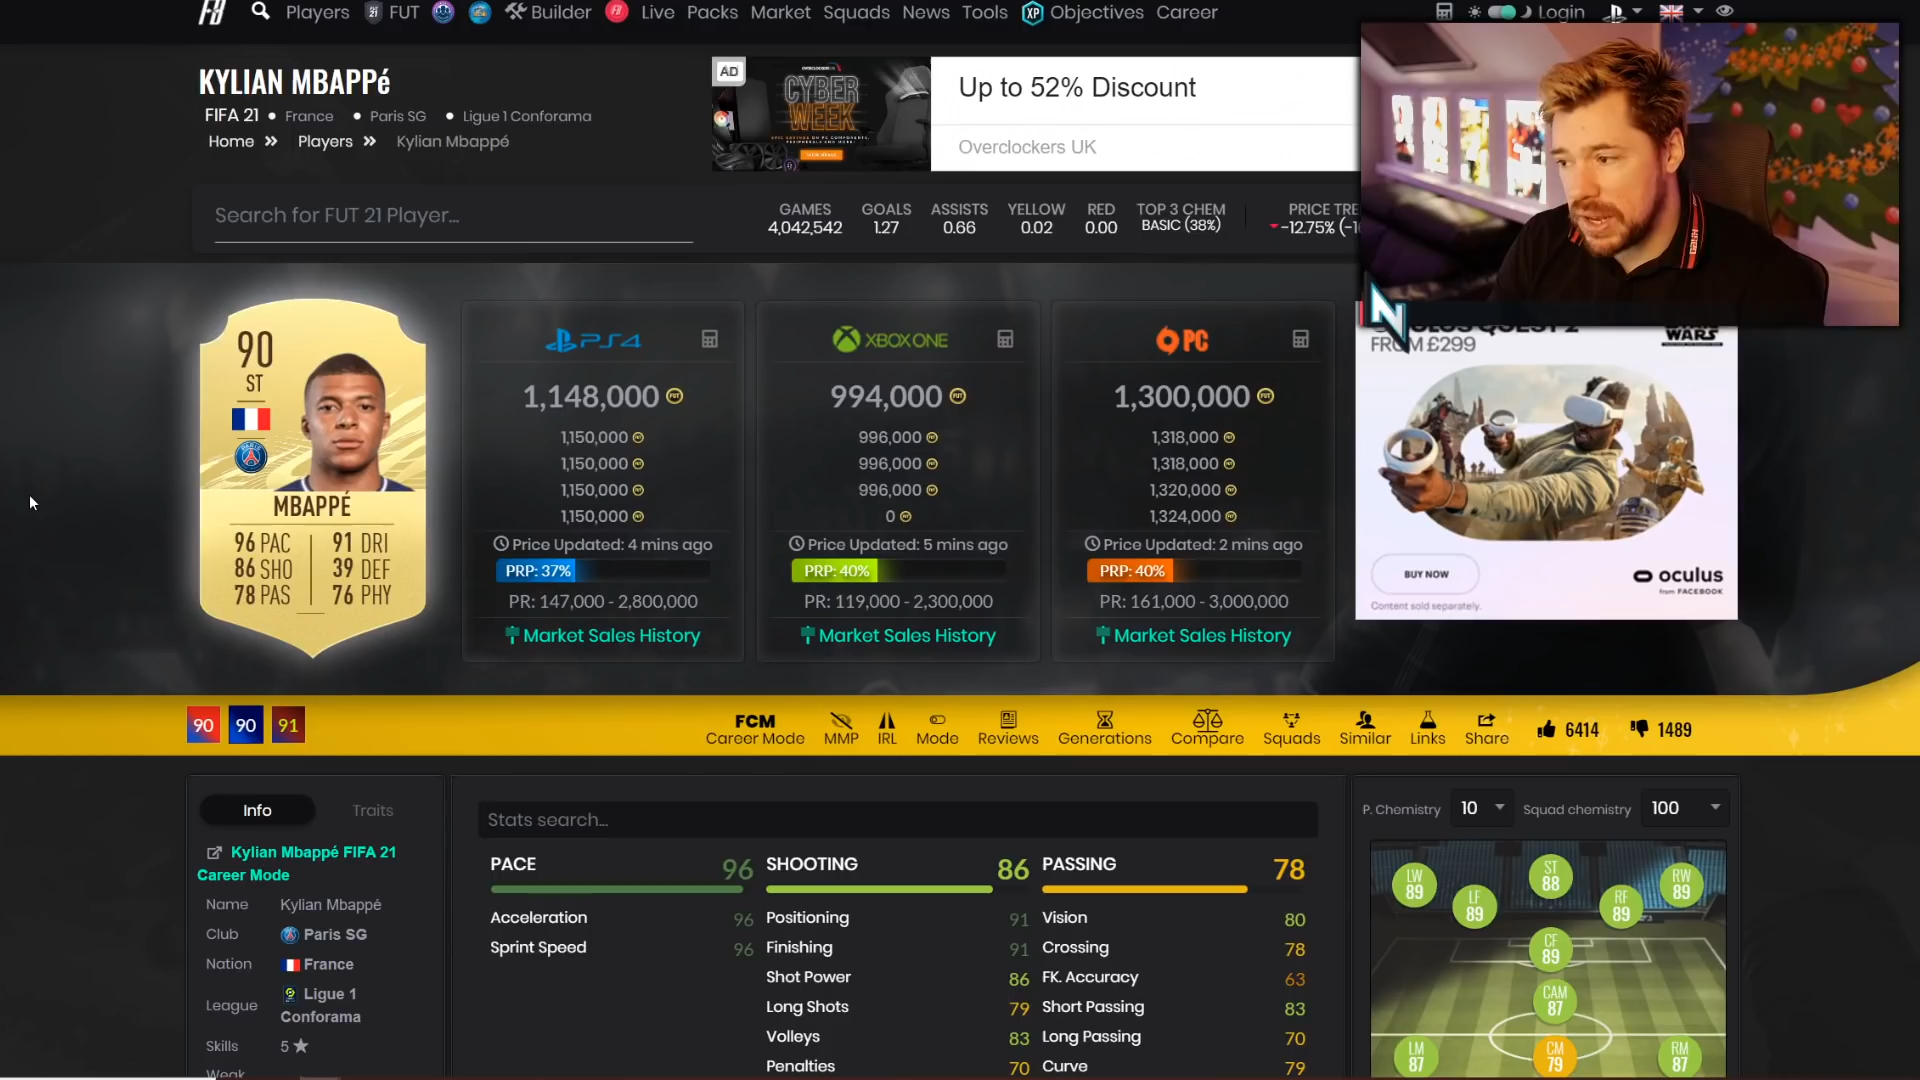 Players FUT Builder Live Packs Market Squads News Tools XP Objectives Career Login
KYLIAN MBAPPé
FIFA 21 • France • Paris SG • Ligue 1 Conforama
Home » Players » Kylian Mbappé
AD
OVERCLOCKERS
CYBER
WEEK
Up to 52% Discount
Overclockers UK
Search for FUT 21 Player...
GAMES GOALS ASSISTS YELLOW RED TOP 3 CHEM PRICE TRE
4,042,542 1.27 0.66 0.02 0.00 BASIC (38%) -12.75% (-1
N
90
ST
MBAPPÉ
96 PAC 91 DRI
86 SHO 39 DEF
78 PAS 76 PHY
PS4
1,148,000
1,150,000
1,150,000
1,150,000
1,150,000
Price Updated: 4 mins ago
PRP: 37%
PR: 147,000 - 2,800,000
Market Sales History
XBOX ONE
994,000
996,000
996,000
996,000
0
Price Updated: 5 mins ago
PRP: 40%
PR: 119,000 - 2,300,000
Market Sales History
PC
1,300,000
1,318,000
1,318,000
1,320,000
1,324,000
Price Updated: 2 mins ago
PRP: 40%
PR: 161,000 - 3,000,000
Market Sales History
QUEST 2
FROM £299
WARS
BUY NOW
oculus
from FACEBOOK
Content sold separately.
90 90 91
FCM
Career Mode MMP IRL Mode Reviews Generations Compare Squads Similar Links Share 6414 1489
Info Traits
Kylian Mbappé FIFA 21
Career Mode
Name Kylian Mbappé
Club Paris SG
Nation France
League Ligue 1
Conforama
Skills 5
Weak
Stats search...
PACE 96
Acceleration 96
Sprint Speed 96
SHOOTING 86
Positioning 91
Finishing 91
Shot Power 86
Long Shots 79
Volleys 83
Penalties 70
PASSING 78
Vision 80
Crossing 78
FK. Accuracy 63
Short Passing 83
Long Passing 70
Curve 79
P. Chemistry 10 Squad chemistry 100
LW 89
ST 88
RW 89
LF 89
RF 89
CF 89
CAM 87
LM 87
CM 79
RM 87